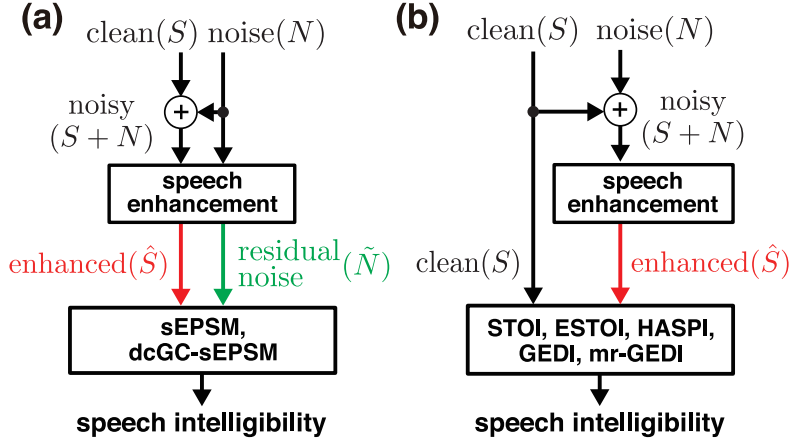 (a)
clean(S) noise(N)
+
noisy
(S + N)
speech
enhancement
enhanced(Ŝ)
residual
noise
(Ñ)
sEPSM,
dcGC-sEPSM
speech intelligibility
(b)
clean(S)
noise(N)
+
noisy
(S + N)
speech
enhancement
clean(S)
enhanced(Ŝ)
STOI, ESTOI, HASPI,
GEDI, mr-GEDI
speech intelligibility